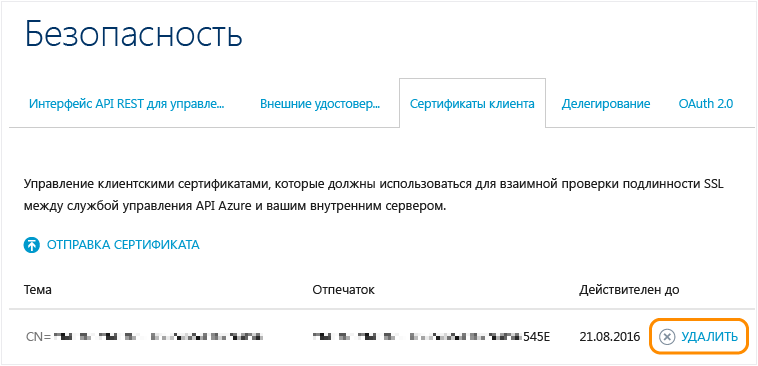 Безопасность
Интерфейс API REST для управле... Внешние удостовер... Сертификаты клиента Делегирование OAuth 2.0
Управление клиентскими сертификатами, которые должны использоваться для взаимной проверки подлинности SSL
между службой управления API Azure и вашим внутренним сервером.
ОТПРАВКА СЕРТИФИКАТА
Тема Отпечаток Действителен до
CN= 545E 21.08.2016 УДАЛИТЬ